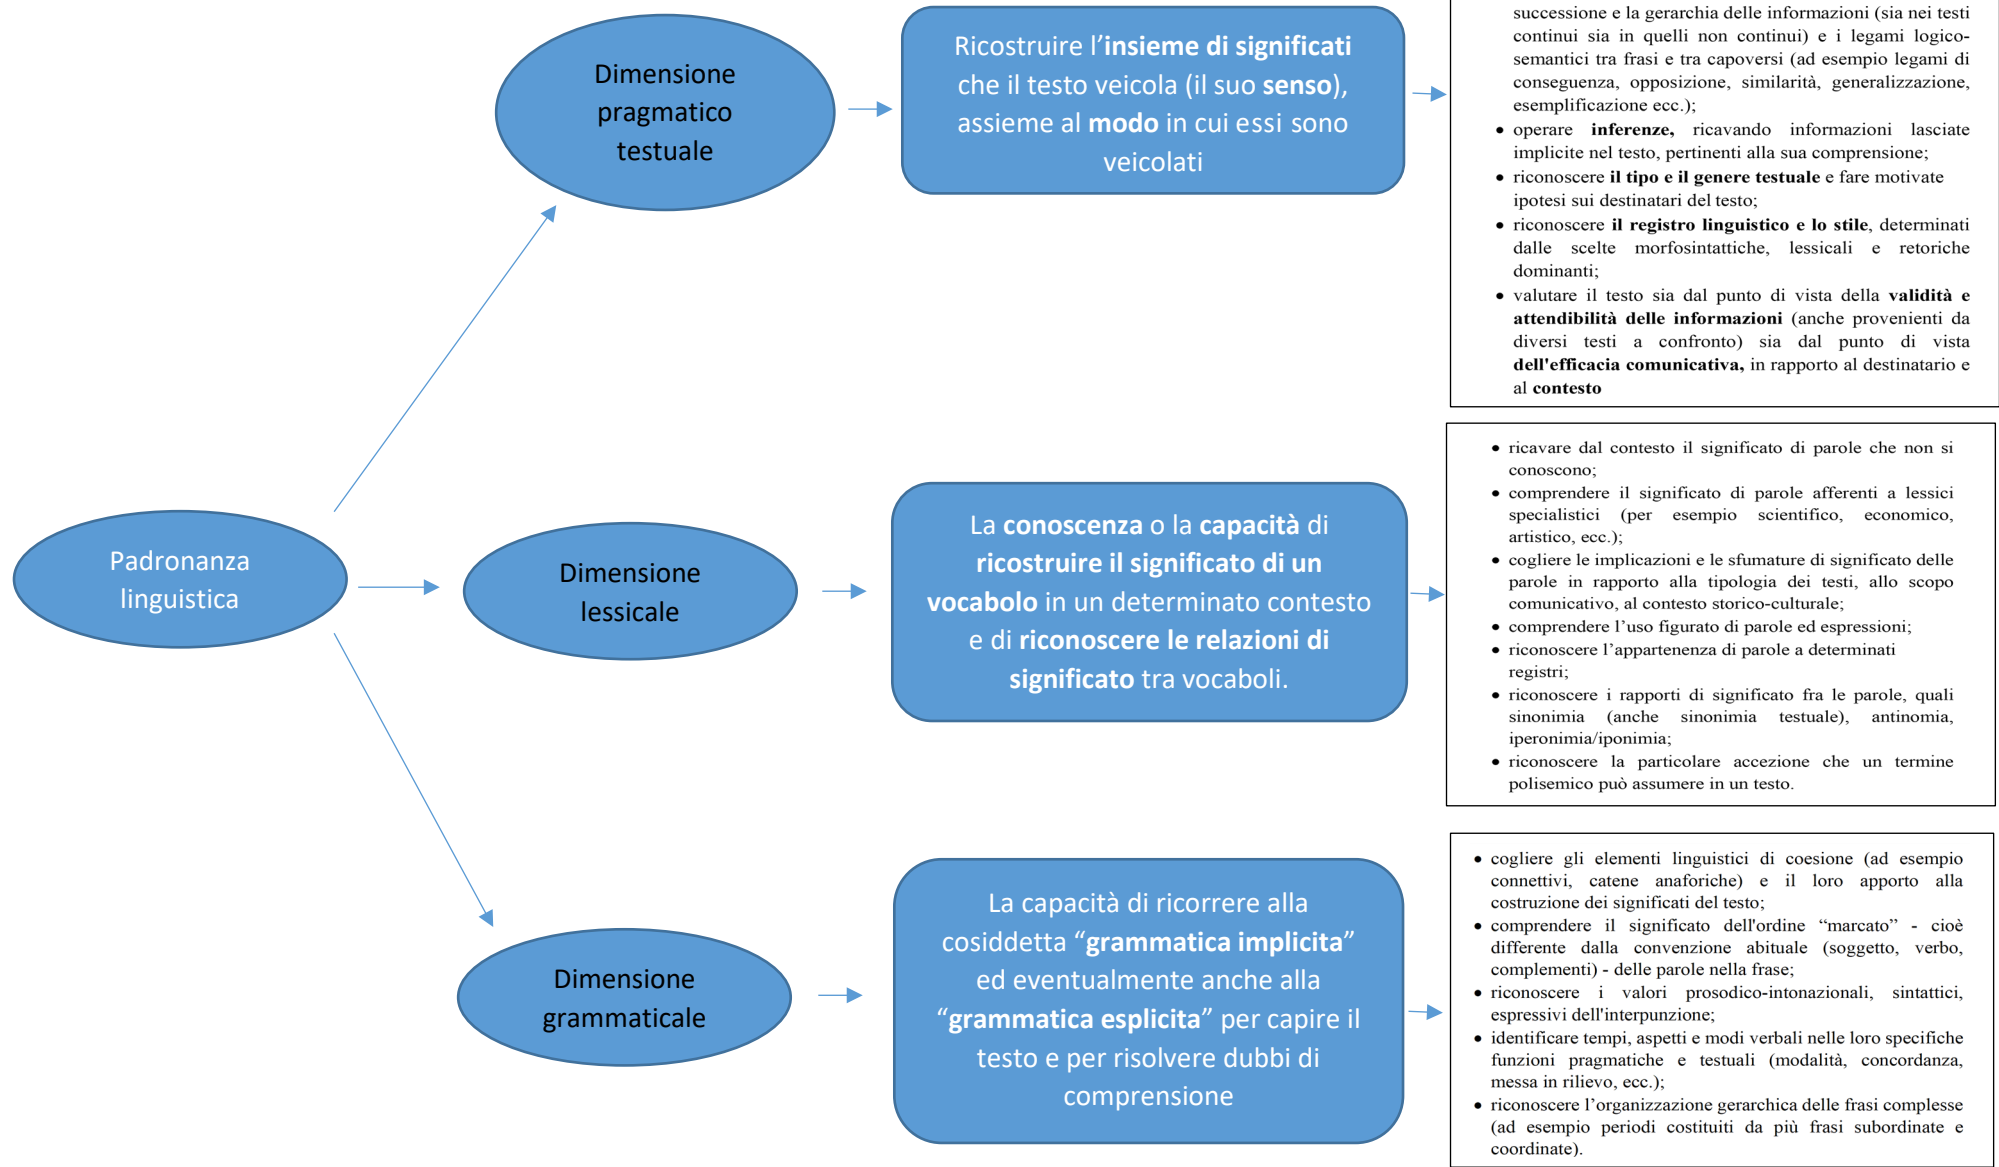 Padronanza
linguistica
Dimensione
pragmatico
testuale
Ricostruire l’insieme di significati
che il testo veicola (il suo senso),
assieme al modo in cui essi sono
veicolati
successione e la gerarchia delle informazioni (sia nei testi
continui sia in quelli non continui) e i legami logico-
semantici tra frasi e tra capoversi (ad esempio legami di
conseguenza, opposizione, similarità, generalizzazione,
esemplificazione ecc.);
• operare inferenze, ricavando informazioni lasciate
implicite nel testo, pertinenti alla sua comprensione;
• riconoscere il tipo e il genere testuale e fare motivate
ipotesi sui destinatari del testo;
• riconoscere il registro linguistico e lo stile, determinati
dalle scelte morfosintattiche, lessicali e retoriche
dominanti;
• valutare il testo sia dal punto di vista della validità e
attendibilità delle informazioni (anche provenienti da
diversi testi a confronto) sia dal punto di vista
dell'efficacia comunicativa, in rapporto al destinatario e
al contesto
Dimensione
lessicale
La conoscenza o la capacità di
ricostruire il significato di un
vocabolo in un determinato contesto
e di riconoscere le relazioni di
significato tra vocaboli.
• ricavare dal contesto il significato di parole che non si
conoscono;
• comprendere il significato di parole afferenti a lessici
specialistici (per esempio scientifico, economico,
artistico, ecc.);
• cogliere le implicazioni e le sfumature di significato delle
parole in rapporto alla tipologia dei testi, allo scopo
comunicativo, al contesto storico-culturale;
• comprendere l’uso figurato di parole ed espressioni;
• riconoscere l’appartenenza di parole a determinati
registri;
• riconoscere i rapporti di significato fra le parole, quali
sinonimia (anche sinonimia testuale), antinomia,
iperonimia/iponimia;
• riconoscere la particolare accezione che un termine
polisemico può assumere in un testo.
Dimensione
grammaticale
La capacità di ricorrere alla
cosiddetta “grammatica implicita”
ed eventualmente anche alla
“grammatica esplicita” per capire il
testo e per risolvere dubbi di
comprensione
• cogliere gli elementi linguistici di coesione (ad esempio
connettivi, catene anaforiche) e il loro apporto alla
costruzione dei significati del testo;
• comprendere il significato dell'ordine “marcato” - cioè
differente dalla convenzione abituale (soggetto, verbo,
complementi) - delle parole nella frase;
• riconoscere i valori prosodico-intonazionali, sintattici,
espressivi dell'interpunzione;
• identificare tempi, aspetti e modi verbali nelle loro specifiche
funzioni pragmatiche e testuali (modalità, concordanza,
messa in rilievo, ecc.);
• riconoscere l’organizzazione gerarchica delle frasi complesse
(ad esempio periodi costituiti da più frasi subordinate e
coordinate).